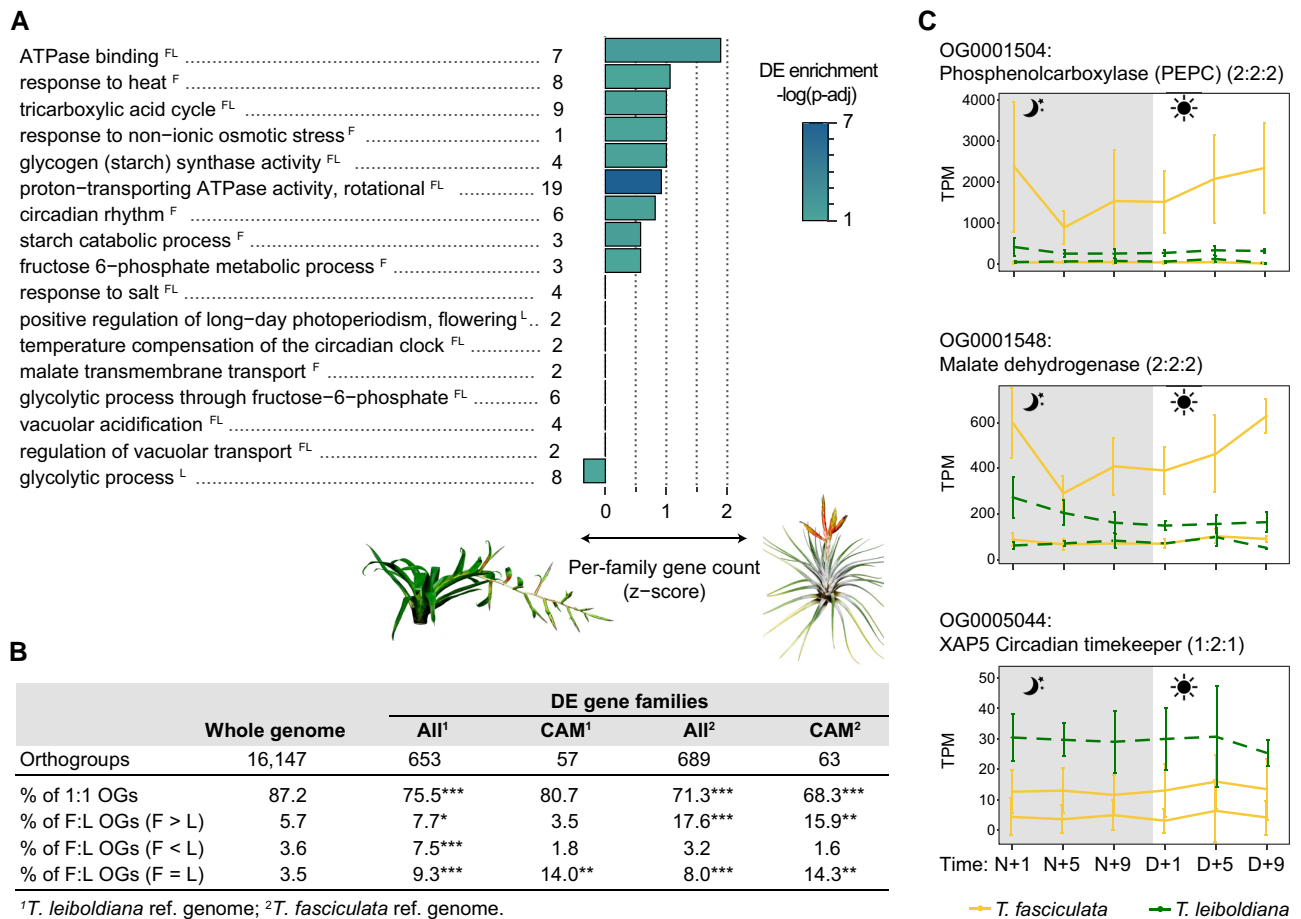 A
ATPase binding FL ........ 7
response to heat F ........ 8
tricarboxylic acid cycle FL ........ 9
response to non−ionic osmotic stress F ........ 1
glycogen (starch) synthase activity FL ........ 4
proton−transporting ATPase activity, rotational FL ........ 19
circadian rhythm F ........ 6
starch catabolic process F ........ 3
fructose 6−phosphate metabolic process F ........ 3
response to salt FL ........ 4
positive regulation of long−day photoperiodism, flowering L .. 2
temperature compensation of the circadian clock FL ........ 2
malate transmembrane transport F ........ 2
glycolytic process through fructose−6−phosphate FL ........ 6
vacuolar acidification FL ........ 4
regulation of vacuolar transport FL ........ 2
glycolytic process L ........ 8
0 1 2
Per-family gene count
(z−score)
DE enrichment
-log(p-adj)
7
1
B
DE gene families
Whole genome All¹ CAM¹ All² CAM²
Orthogroups 16,147 653 57 689 63
% of 1:1 OGs 87.2 75.5*** 80.7 71.3*** 68.3***
% of F:L OGs (F > L) 5.7 7.7* 3.5 17.6*** 15.9**
% of F:L OGs (F < L) 3.6 7.5*** 1.8 3.2 1.6
% of F:L OGs (F = L) 3.5 9.3*** 14.0** 8.0*** 14.3**
¹T. leiboldiana ref. genome; ²T. fasciculata ref. genome.
C
OG0001504:
Phosphenolcarboxylase (PEPC) (2:2:2)
TPM
4000
3000
2000
1000
0
OG0001548:
Malate dehydrogenase (2:2:2)
TPM
600
400
200
0
OG0005044:
XAP5 Circadian timekeeper (1:2:1)
TPM
50
40
30
20
10
0
Time: N+1 N+5 N+9 D+1 D+5 D+9
T. fasciculata T. leiboldiana